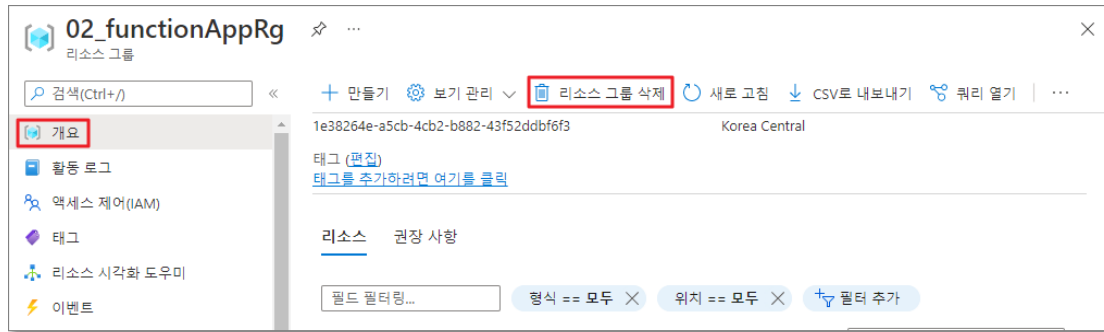 02_functionAppRg
리소스 그룹
검색(Ctrl+/)
개요
활동 로그
액세스 제어(IAM)
태그
리소스 시각화 도우미
이벤트
만들기 보기 관리 리소스 그룹 삭제 새로 고침 CSV로 내보내기 쿼리 열기 ...
1e38264e-a5cb-4cb2-b882-43f52ddbf6f3 Korea Central
태그 (편집)
태그를 추가하려면 여기를 클릭
리소스 권장 사항
필드 필터링... 형식 == 모두 위치 == 모두 필터 추가